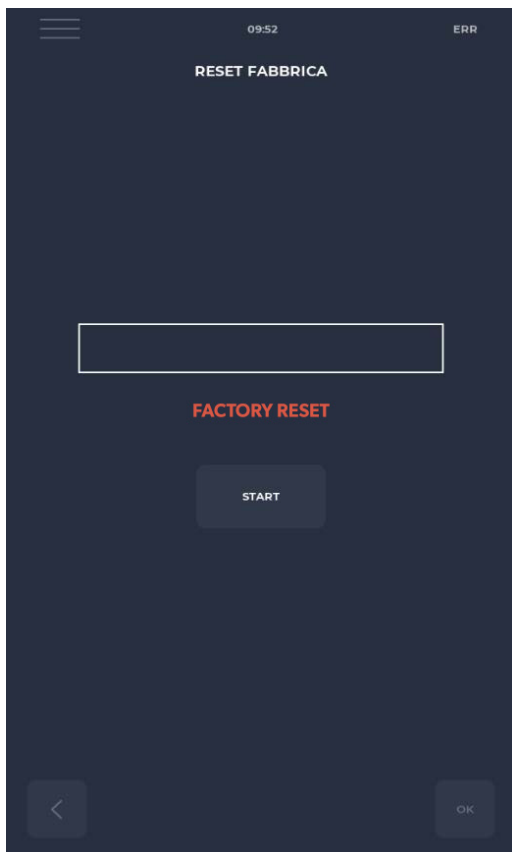 09:52 ERR
RESET FABBRICA
FACTORY RESET
START
OK